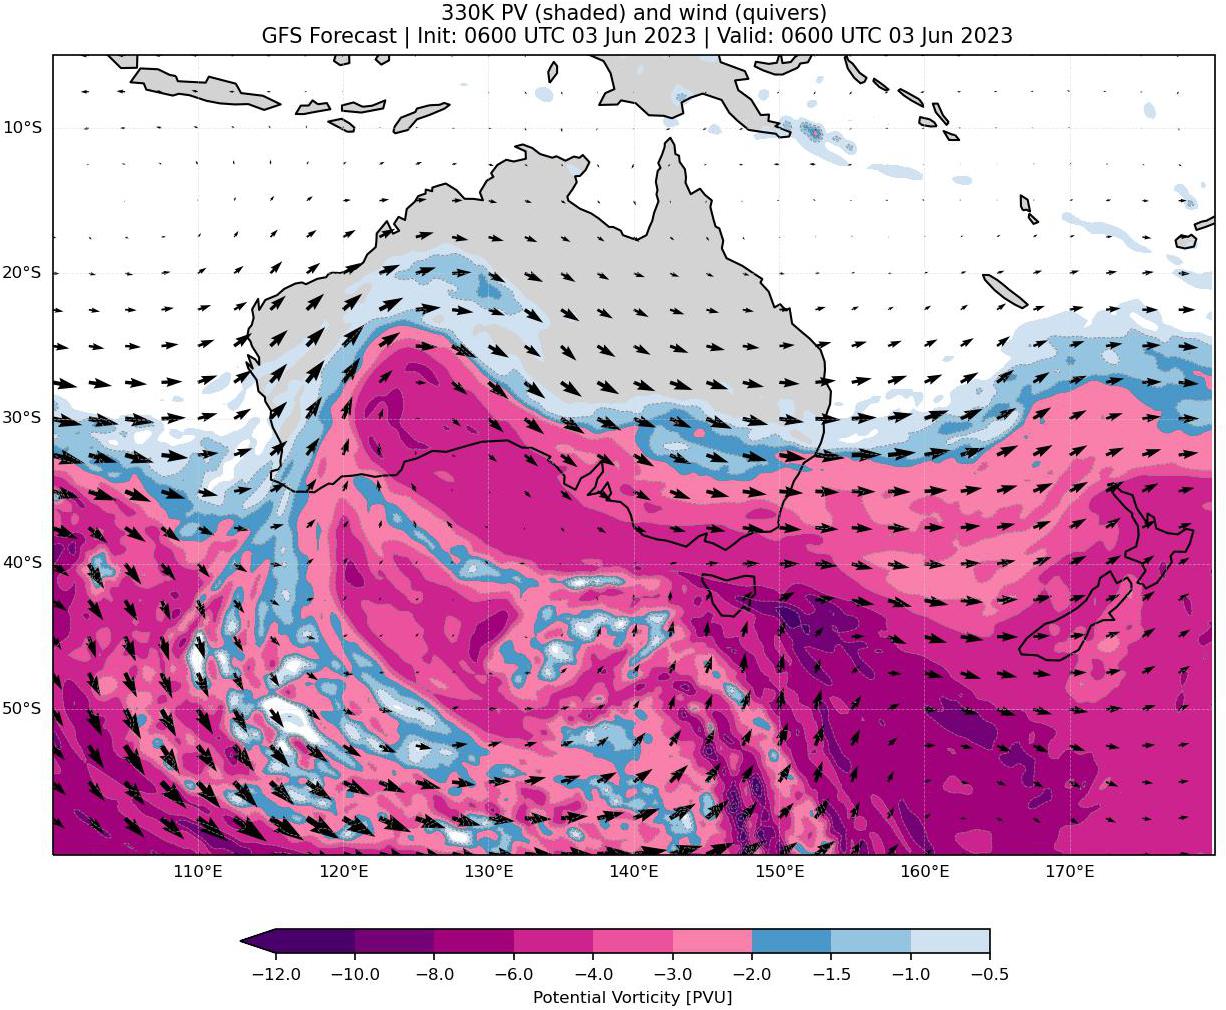 330K PV (shaded) and wind (quivers)
GFS Forecast | Init: 0600 UTC 03 Jun 2023 | Valid: 0600 UTC 03 Jun 2023
10°S
20°S
30°S
40°S
50°S
110°E 120°E 130°E 140°E 150°E 160°E 170°E
−12.0 −10.0 −8.0 −6.0 −4.0 −3.0 −2.0 −1.5 −1.0 −0.5
Potential Vorticity [PVU]